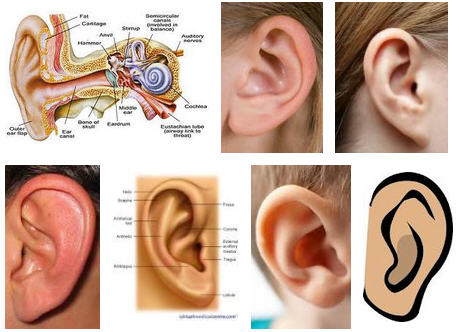 Fat
Cartilage
Hammer
Anvil
Stirrup
Semicircular
canals
(involved in
balance)
Auditory
nerves
Cochlea
Middle
ear
Eustachian tube
(airway link to
throat)
Eardrum
Bone of
skull
Ear
canal
Outer
ear flap
Helix
Scapha
Antihelical
fold
Antihelix
Antitragus
Fossa
Concha
External
auditory
meatus
Tragus
Lobule